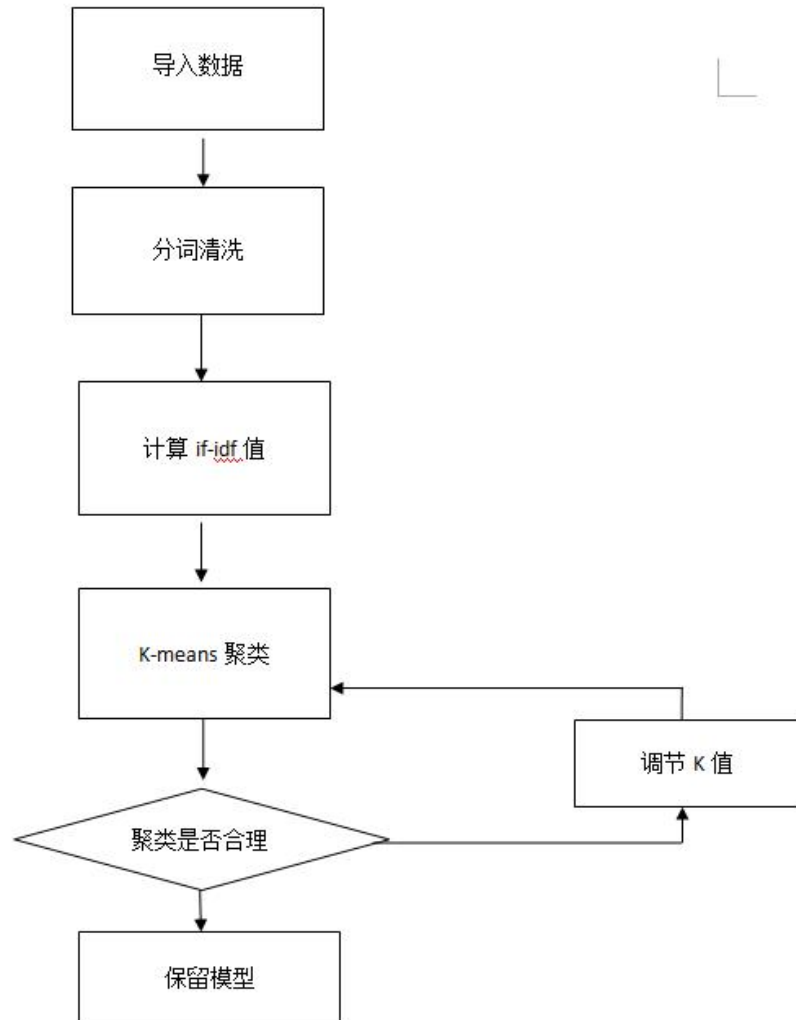 导入数据
分词清洗
计算 if-idf 值
K-means 聚类
调节 K 值
聚类是否合理
保留模型